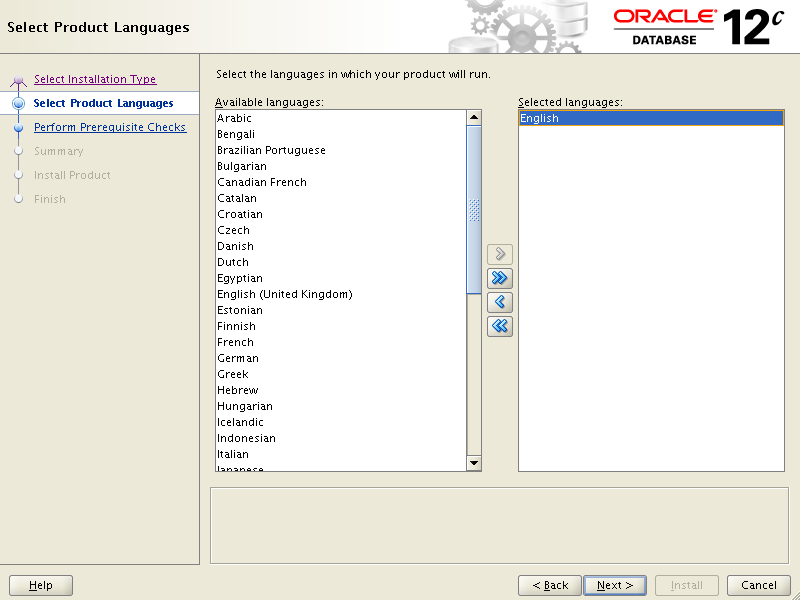 Select Product Languages
ORACLE
DATABASE
12c
Select Installation Type
Select Product Languages
Perform Prerequisite Checks
Summary
Install Product
Finish
Select the languages in which your product will run.
Available languages:
Arabic
Bengali
Brazilian Portuguese
Bulgarian
Canadian French
Catalan
Croatian
Czech
Danish
Dutch
Egyptian
English (United Kingdom)
Estonian
Finnish
French
German
Greek
Hebrew
Hungarian
Icelandic
Indonesian
Italian
Japanese
Selected languages:
English
Help
< Back
Next >
Install
Cancel